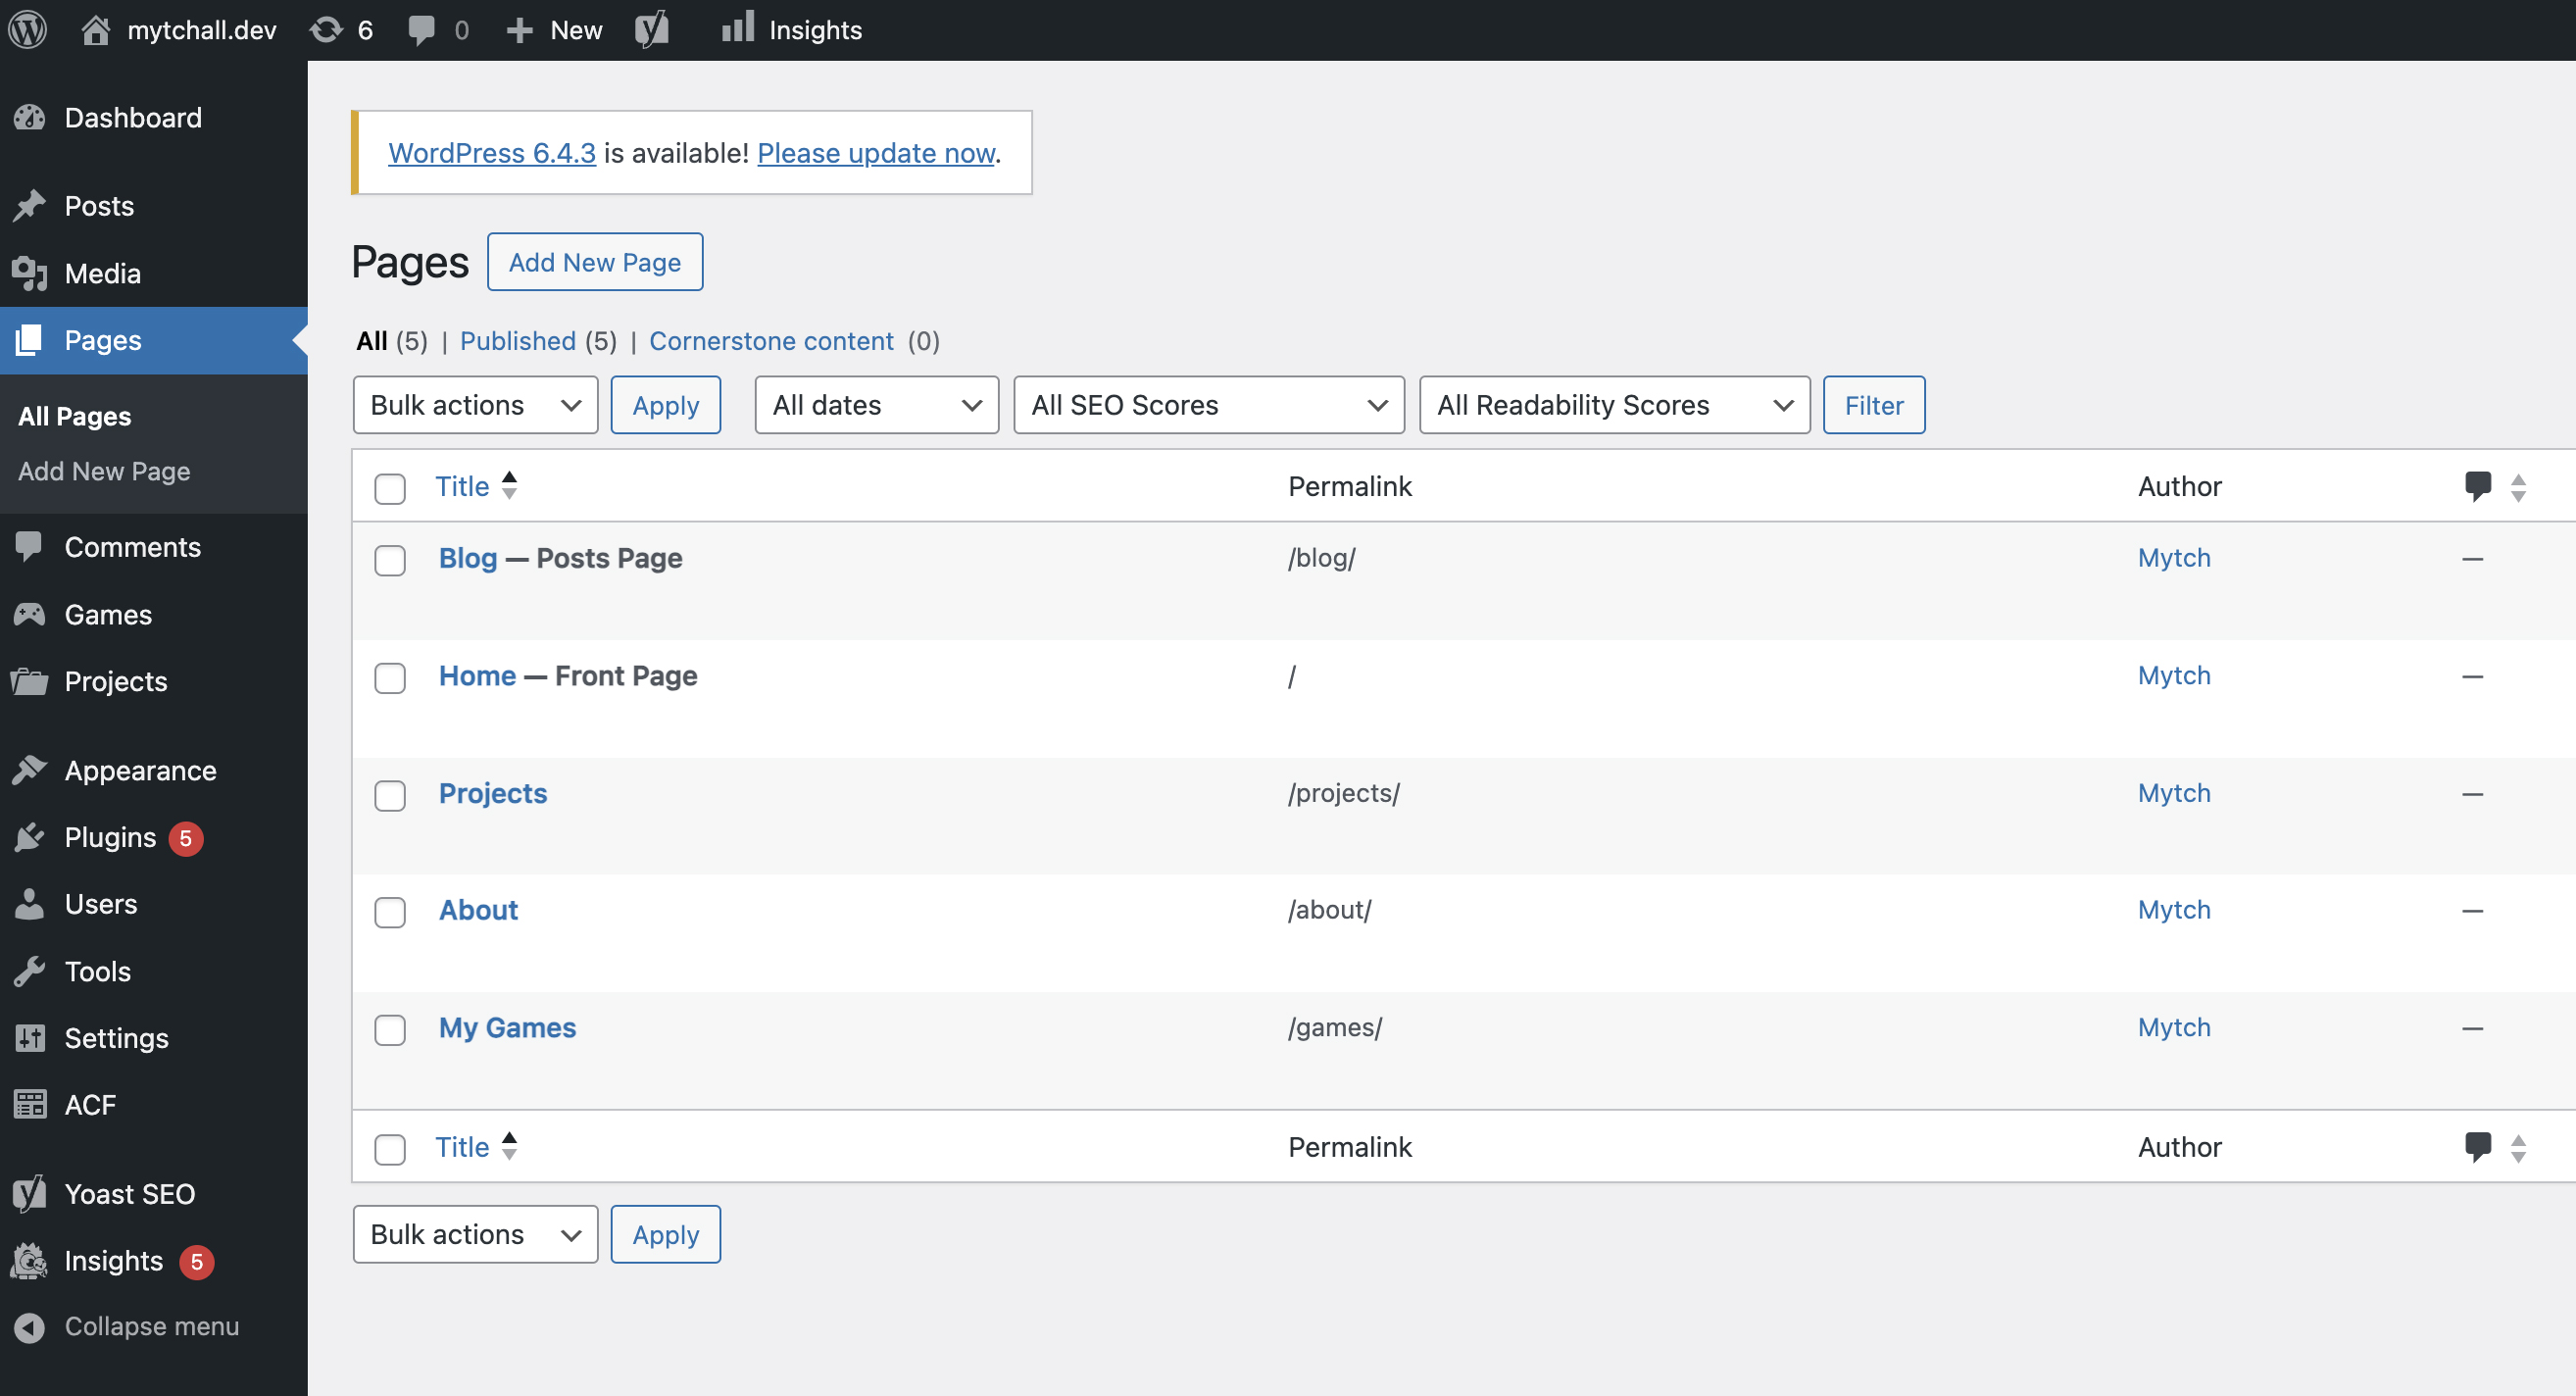 mytchall.dev 6 0 New Insights
Dashboard
Posts
Media
Pages
All Pages
Add New Page
Comments
Games
Projects
Appearance
Plugins 5
Users
Tools
Settings
ACF
Yoast SEO
Insights 5
Collapse menu
WordPress 6.4.3 is available! Please update now.
Pages Add New Page
All (5) | Published (5) | Cornerstone content (0)
Bulk actions Apply All dates All SEO Scores All Readability Scores Filter
Title Permalink Author
Blog — Posts Page /blog/ Mytch —
Home — Front Page / Mytch —
Projects /projects/ Mytch —
About /about/ Mytch —
My Games /games/ Mytch —
Title Permalink Author
Bulk actions Apply